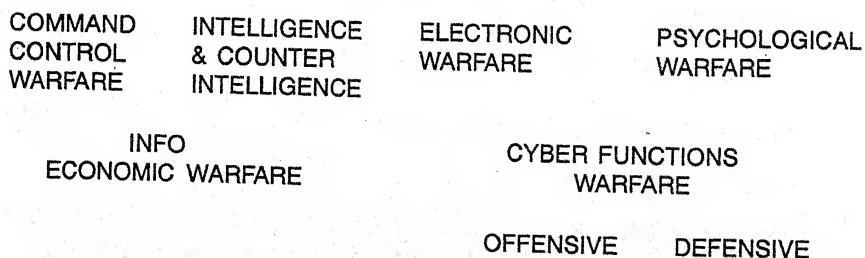 COMMAND
CONTROL
WARFARE
INTELLIGENCE
& COUNTER
INTELLIGENCE
ELECTRONIC
WARFARE
PSYCHOLOGICAL
WARFARE
INFO
ECONOMIC WARFARE
CYBER FUNCTIONS
WARFARE
OFFENSIVE
DEFENSIVE